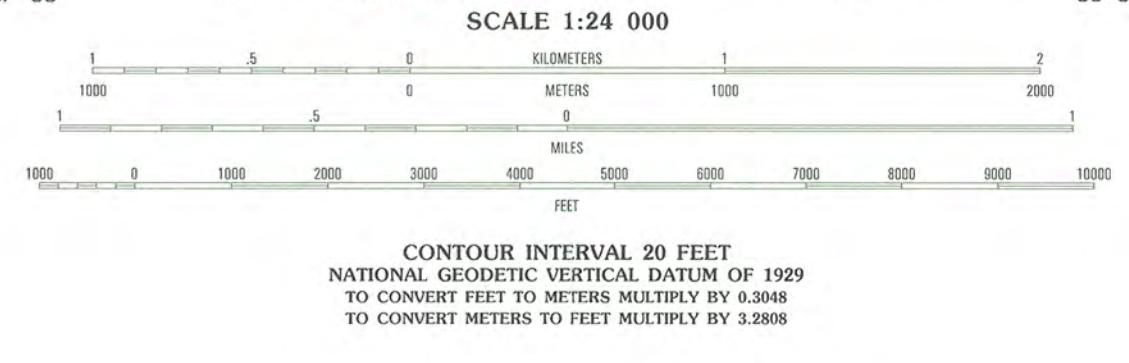 SCALE 1:24 000
1 .5 0 KILOMETERS 1 2
1000 0 METERS 1000 2000
1 .5 0 1
MILES
1000 0 1000 2000 3000 4000 5000 6000 7000 8000 9000 10000
FEET
CONTOUR INTERVAL 20 FEET
NATIONAL GEODETIC VERTICAL DATUM OF 1929
TO CONVERT FEET TO METERS MULTIPLY BY 0.3048
TO CONVERT METERS TO FEET MULTIPLY BY 3.2808